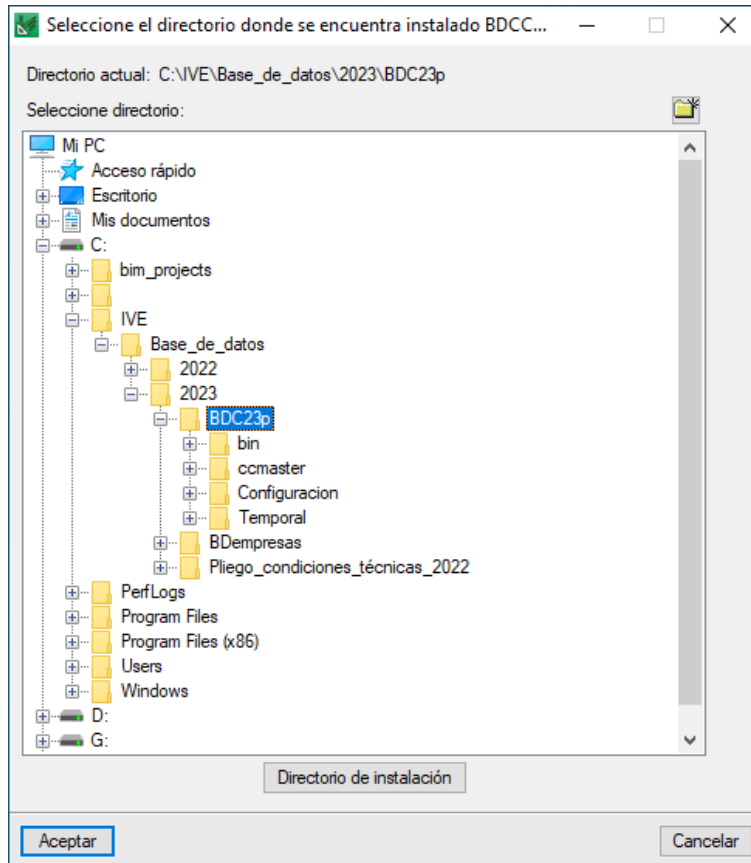 Seleccione el directorio donde se encuentra instalado BDCC...
Directorio actual: C:\IVE\Base_de_datos\2023\BDC23p
Seleccione directorio:
Mi PC
Acceso rápido
Escritorio
Mis documentos
C:
bim_projects
IVE
Base_de_datos
2022
2023
BDC23p
bin
ccmaster
Configuracion
Temporal
BDempresas
Pliego_condiciones_técnicas_2022
PerfLogs
Program Files
Program Files (x86)
Users
Windows
D:
G:
Directorio de instalación
Aceptar
Cancelar